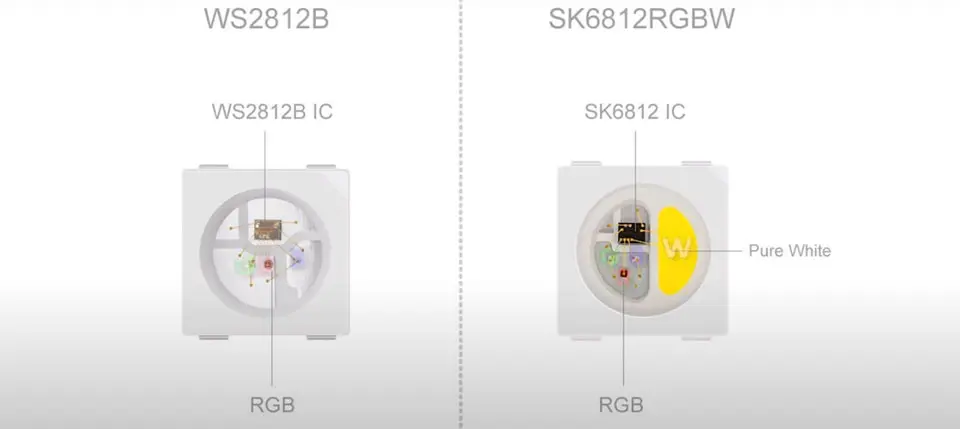 WS2812B
SK6812RGBW
WS2812B IC
SK6812 IC
W
Pure White
RGB
RGB